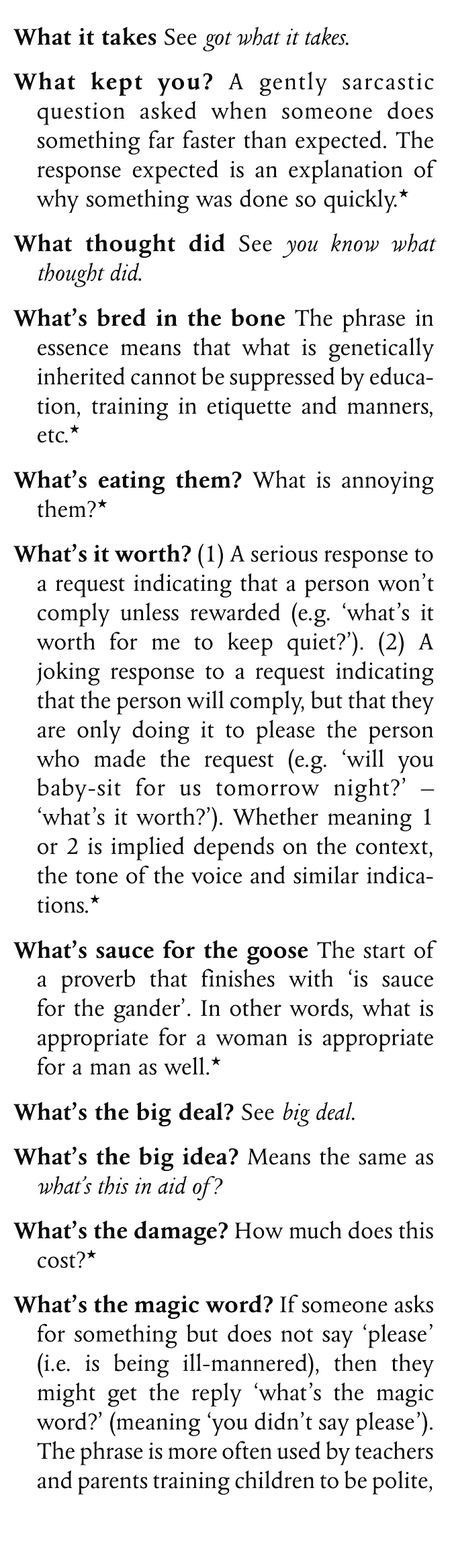 What it takes See got what it takes.
What kept you? A gently sarcastic
question asked when someone does
something far faster than expected. The
response expected is an explanation of
why something was done so quickly.★
What thought did See you know what
thought did.
What’s bred in the bone The phrase in
essence means that what is genetically
inherited cannot be suppressed by educa-
tion, training in etiquette and manners,
etc.★
What’s eating them? What is annoying
them?★
What’s it worth? (1) A serious response to
a request indicating that a person won’t
comply unless rewarded (e.g. ‘what’s it
worth for me to keep quiet?’). (2) A
joking response to a request indicating
that the person will comply, but that they
are only doing it to please the person
who made the request (e.g. ‘will you
baby-sit for us tomorrow night?’ –
‘what’s it worth?’). Whether meaning 1
or 2 is implied depends on the context,
the tone of the voice and similar indica-
tions.★
What’s sauce for the goose The start of
a proverb that finishes with ‘is sauce
for the gander’. In other words, what is
appropriate for a woman is appropriate
for a man as well.★
What’s the big deal? See big deal.
What’s the big idea? Means the same as
what’s this in aid of?
What’s the damage? How much does this
cost?★
What’s the magic word? If someone asks
for something but does not say ‘please’
(i.e. is being ill-mannered), then they
might get the reply ‘what’s the magic
word?’ (meaning ‘you didn’t say please’).
The phrase is more often used by teachers
and parents training children to be polite,